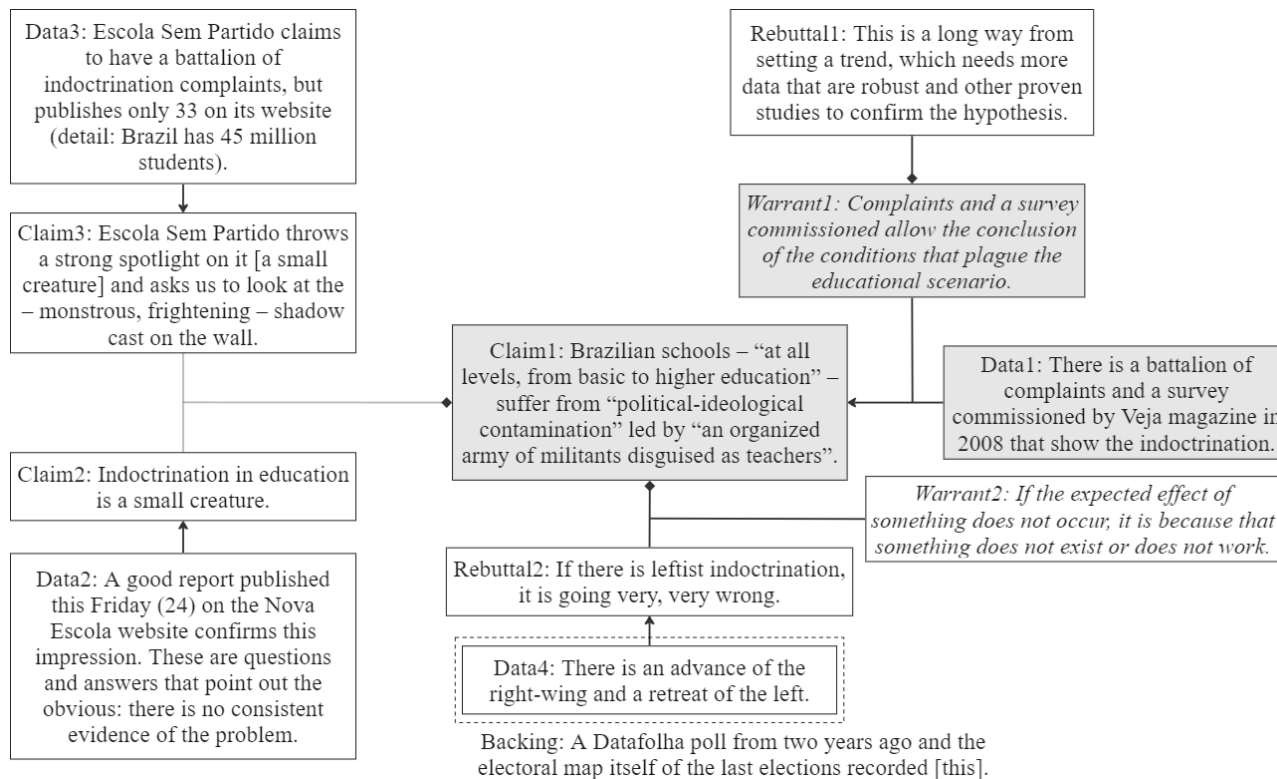 Data3: Escola Sem Partido claims
to have a battalion of
indoctrination complaints, but
publishes only 33 on its website
(detail: Brazil has 45 million
students).
Claim3: Escola Sem Partido throws
a strong spotlight on it [a small
creature] and asks us to look at the
– monstrous, frightening – shadow
cast on the wall.
Claim2: Indoctrination in education
is a small creature.
Data2: A good report published
this Friday (24) on the Nova
Escola website confirms this
impression. These are questions
and answers that point out the
obvious: there is no consistent
evidence of the problem.
Rebuttal1: This is a long way from
setting a trend, which needs more
data that are robust and other proven
studies to confirm the hypothesis.
Warrant1: Complaints and a survey
commissioned allow the conclusion
of the conditions that plague the
educational scenario.
Claim1: Brazilian schools – “at all
levels, from basic to higher education” –
suffer from “political-ideological
contamination” led by “an organized
army of militants disguised as teachers”.
Data1: There is a battalion of
complaints and a survey
commissioned by Veja magazine in
2008 that show the indoctrination.
Warrant2: If the expected effect of
something does not occur, it is because that
something does not exist or does not work.
Rebuttal2: If there is leftist indoctrination,
it is going very, very wrong.
Data4: There is an advance of the
right-wing and a retreat of the left.
Backing: A Datafolha poll from two years ago and the
electoral map itself of the last elections recorded [this].